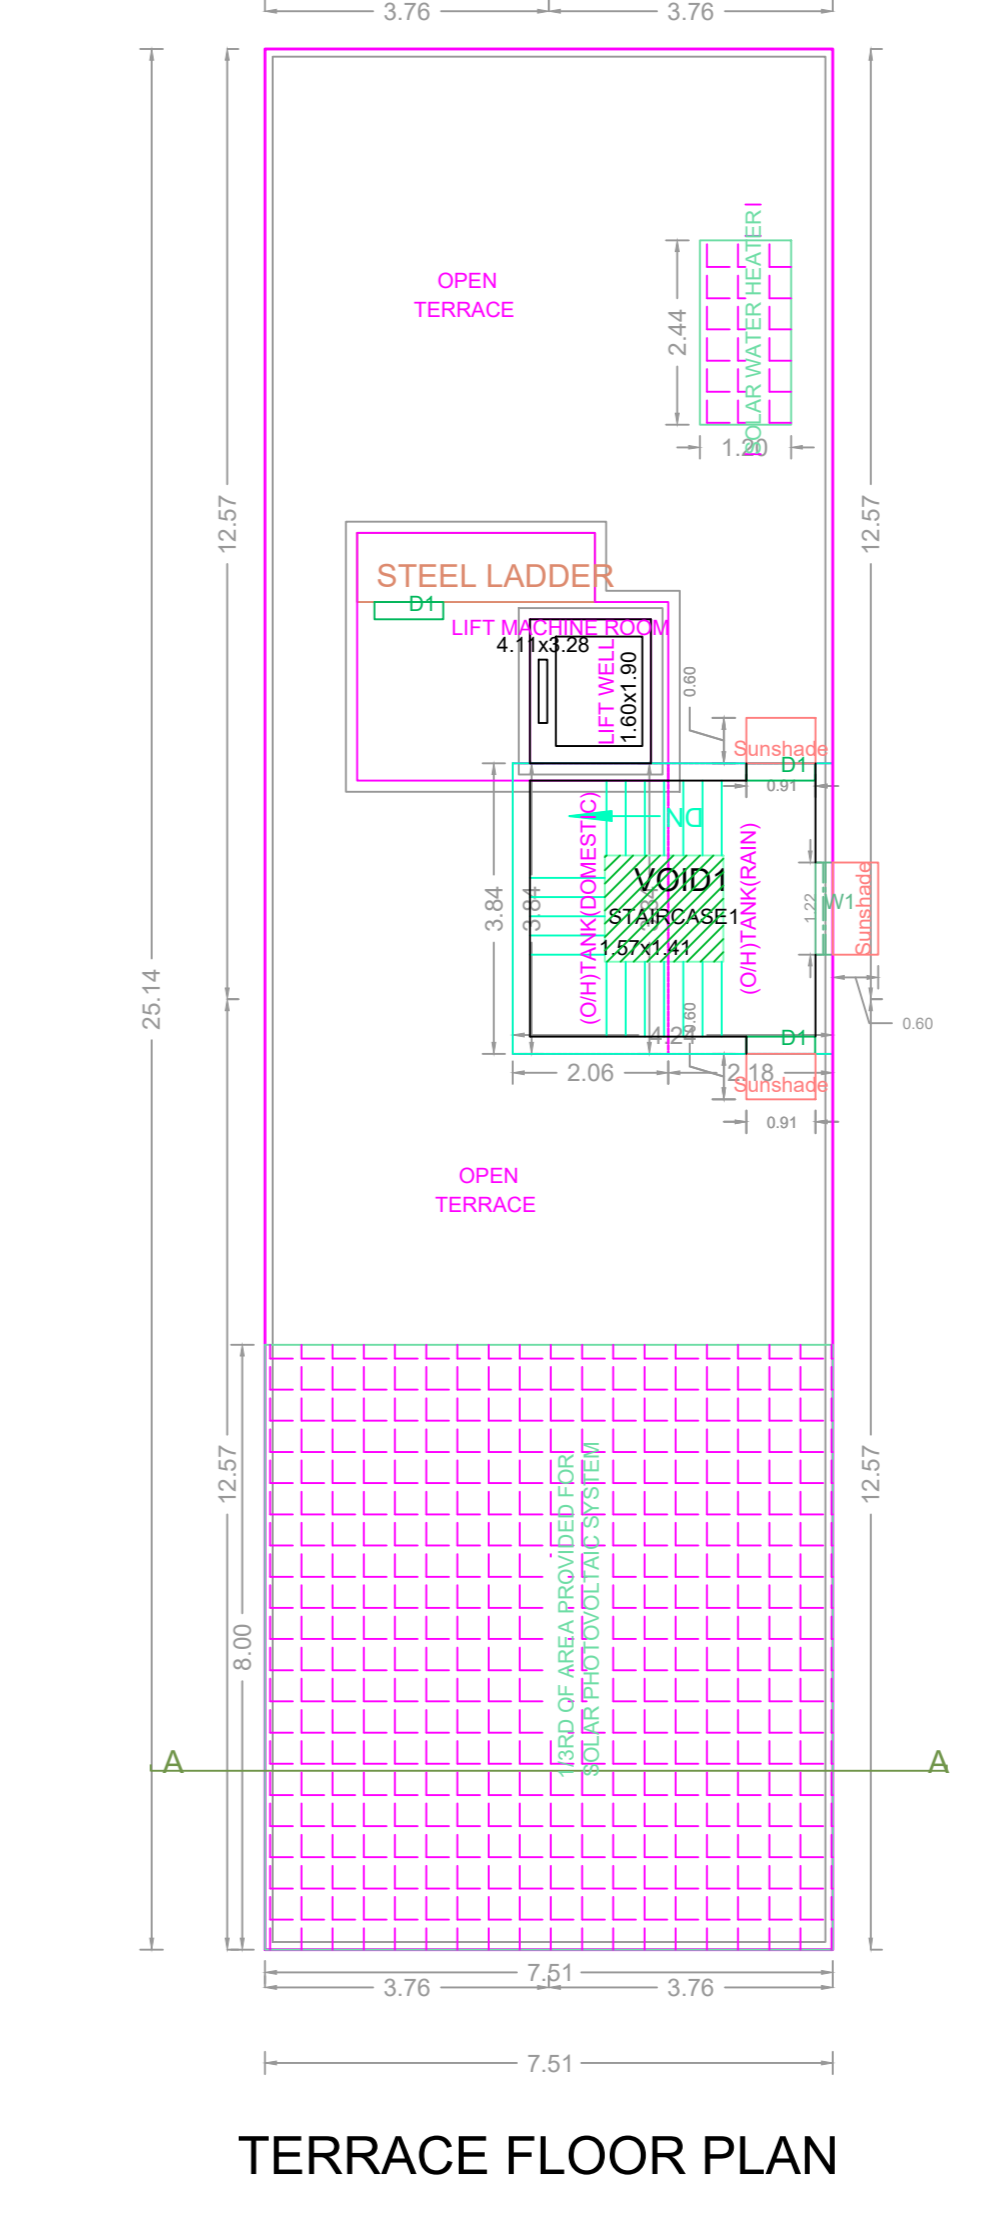 3.76
3.76
OPEN
TERRACE
SOLAR WATER HEATER
2.44
1.20
12.57
12.57
STEEL LADDER
D1
LIFT MACHINE ROOM
4.11x3.28
LIFT WELL
1.60x1.90
0.60
Sunshade
D1
0.91
DN
(O/H)TANK(DOMESTIC)
(O/H)TANK(RAIN)
VOID1
STAIRCASE1
1.57x1.41
3.84
3.84
3.84
1.22
W1
Sunshade
25.14
0.60
0.60
D1
4.24
2.06
2.18
Sunshade
0.91
OPEN
TERRACE
12.57
12.57
8.00
1/3RD OF AREA PROVIDED FOR
SOLAR PHOTOVOLTAIC SYSTEM
A
A
7.51
3.76
3.76
7.51
TERRACE FLOOR PLAN